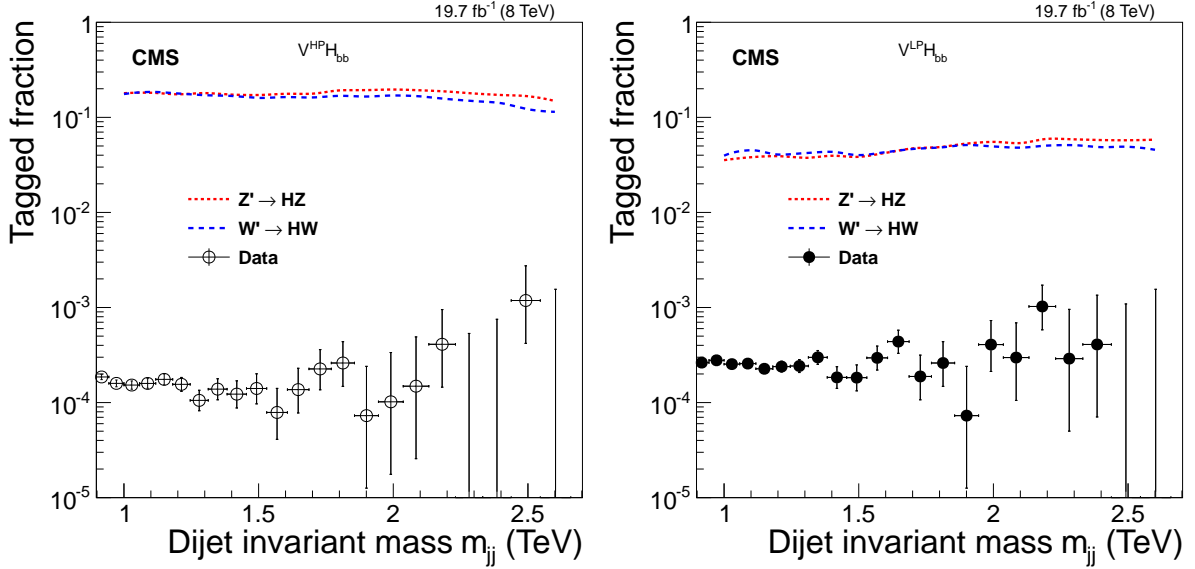 19.7 fb⁻¹ (8 TeV)
CMS
V^HP H_bb
Tagged fraction
1
10⁻¹
10⁻²
10⁻³
10⁻⁴
10⁻⁵
Z' → HZ
W' → HW
Data
1 1.5 2 2.5
Dijet invariant mass m_jj (TeV)
19.7 fb⁻¹ (8 TeV)
CMS
V^LP H_bb
Tagged fraction
1
10⁻¹
10⁻²
10⁻³
10⁻⁴
10⁻⁵
Z' → HZ
W' → HW
Data
1 1.5 2 2.5
Dijet invariant mass m_jj (TeV)